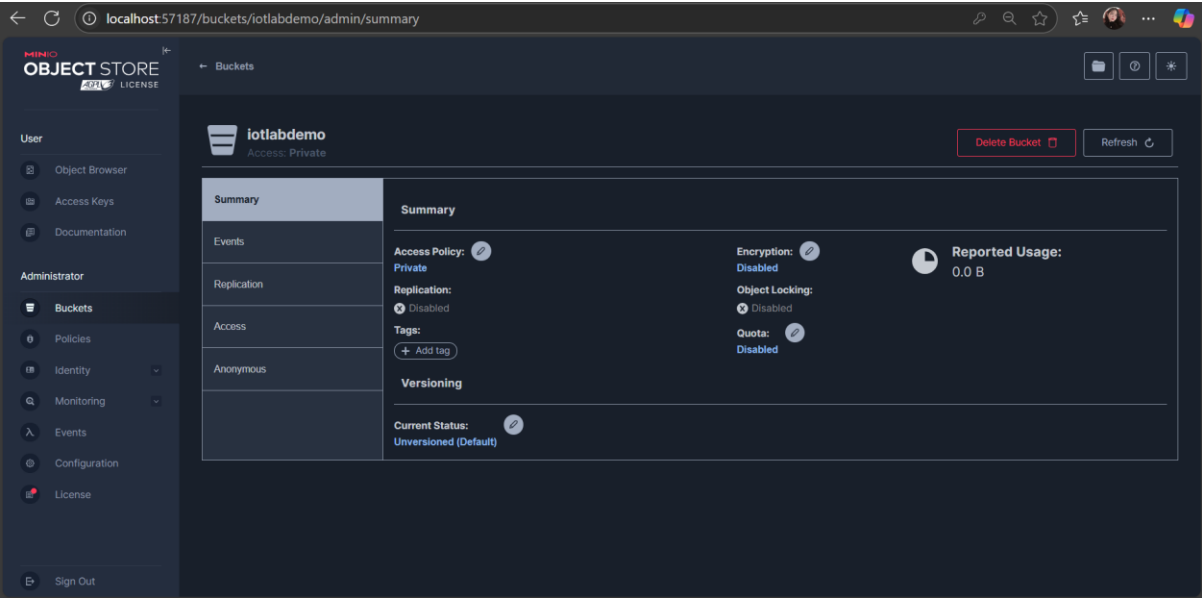 localhost:57187/buckets/iotlabdemo/admin/summary
MINIO
OBJECT STORE
AGPLv3 LICENSE
← Buckets
User
Object Browser
Access Keys
Documentation
Administrator
Buckets
Policies
Identity
Monitoring
Events
Configuration
License
Sign Out
iotlabdemo
Access: Private
Delete Bucket
Refresh
Summary
Events
Replication
Access
Anonymous
Summary
Access Policy:
Private
Replication:
Disabled
Tags:
+ Add tag
Encryption:
Disabled
Object Locking:
Disabled
Quota:
Disabled
Reported Usage:
0.0 B
Versioning
Current Status:
Unversioned (Default)